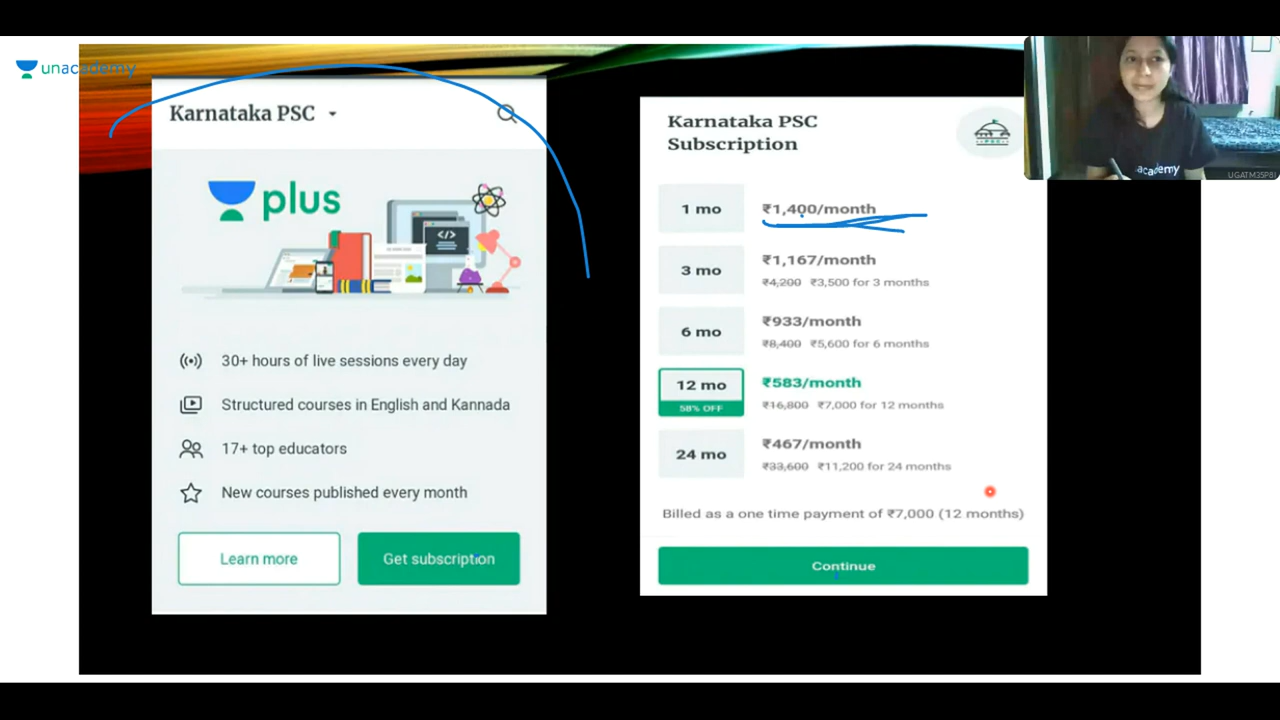 unacademy
Karnataka PSC
plus
</>
30+ hours of live sessions every day
Structured courses in English and Kannada
17+ top educators
New courses published every month
Learn more
Get subscription
Karnataka PSC
Subscription
PSC
1 mo
₹1,400/month
3 mo
₹1,167/month
₹4,200 ₹3,500 for 3 months
6 mo
₹933/month
₹8,400 ₹5,600 for 6 months
12 mo
58% OFF
₹583/month
₹16,800 ₹7,000 for 12 months
24 mo
₹467/month
₹33,600 ₹11,200 for 24 months
Billed as a one time payment of ₹7,000 (12 months)
Continue
unacademy
UGATM3SP8I